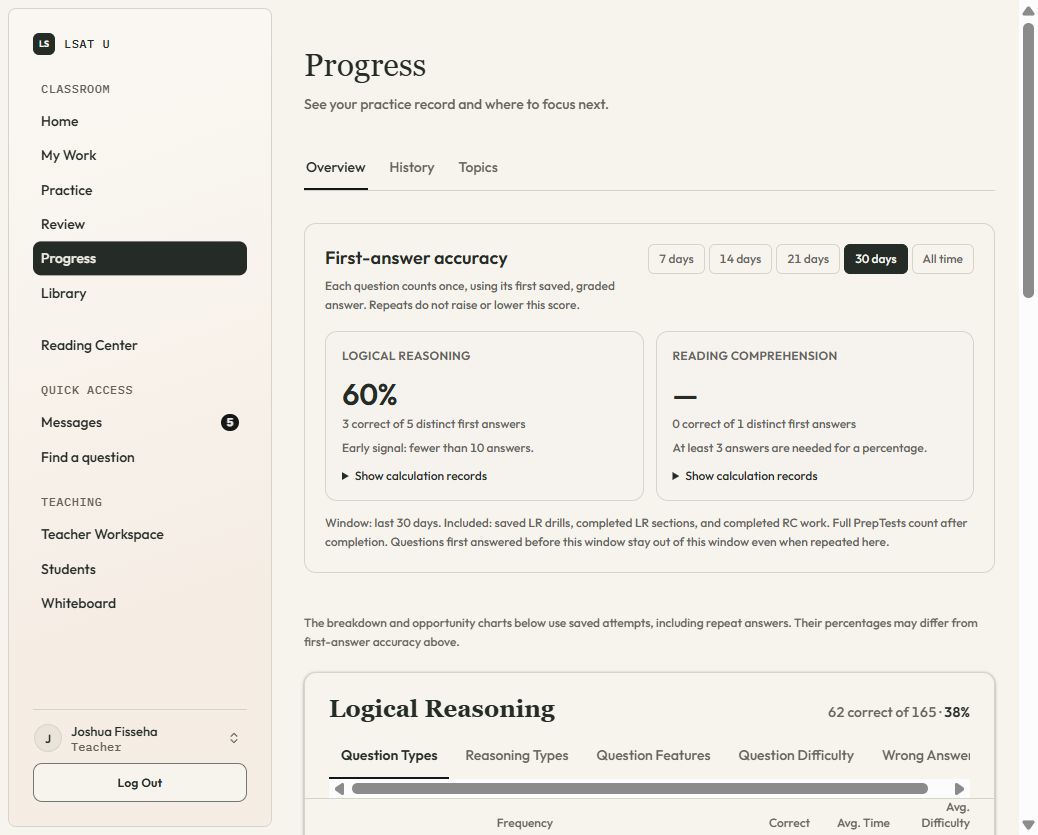 LS LSAT U
CLASSROOM
Home
My Work
Practice
Review
Progress
Library
Reading Center
QUICK ACCESS
Messages 5
Find a question
TEACHING
Teacher Workspace
Students
Whiteboard
J Joshua Fisseha
Teacher
Log Out
Progress
See your practice record and where to focus next.
Overview History Topics
First-answer accuracy
7 days 14 days 21 days 30 days All time
Each question counts once, using its first saved, graded
answer. Repeats do not raise or lower this score.
LOGICAL REASONING
60%
3 correct of 5 distinct first answers
Early signal: fewer than 10 answers.
Show calculation records
READING COMPREHENSION
—
0 correct of 1 distinct first answers
At least 3 answers are needed for a percentage.
Show calculation records
Window: last 30 days. Included: saved LR drills, completed LR sections, and completed RC work. Full PrepTests count after
completion. Questions first answered before this window stay out of this window even when repeated here.
The breakdown and opportunity charts below use saved attempts, including repeat answers. Their percentages may differ from
first-answer accuracy above.
Logical Reasoning
62 correct of 165 · 38%
Question Types Reasoning Types Question Features Question Difficulty Wrong Answer
Frequency Correct Avg. Time Avg.
Difficulty